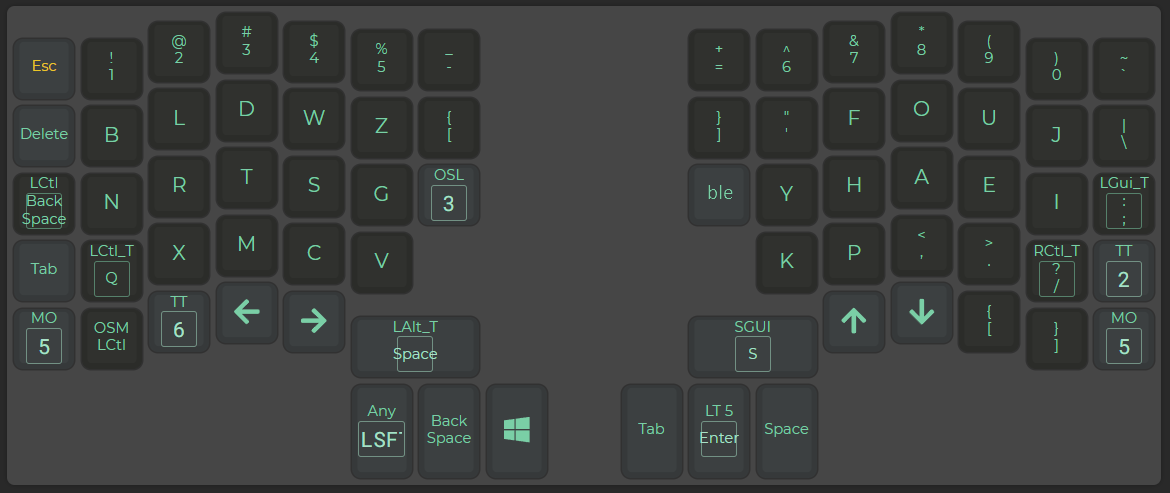 Esc
! 1
@ 2
# 3
$ 4
% 5
_ -
+ =
^ 6
& 7
* 8
( 9
) 0
~ `
Delete
B
L
D
W
Z
{ [
} ]
" '
F
O
U
J
| \
LCtl Back Space
N
R
T
S
G
OSL 3
ble
Y
H
A
E
I
LGui_T : ;
Tab
LCtl_T Q
X
M
C
V
K
P
< ,
> .
RCtl_T ? /
TT 2
MO 5
OSM LCtl
TT 6
←
→
LAlt_T Space
SGUI S
↑
↓
{ [
} ]
MO 5
Any LSF
Back Space
Tab
LT 5 Enter
Space